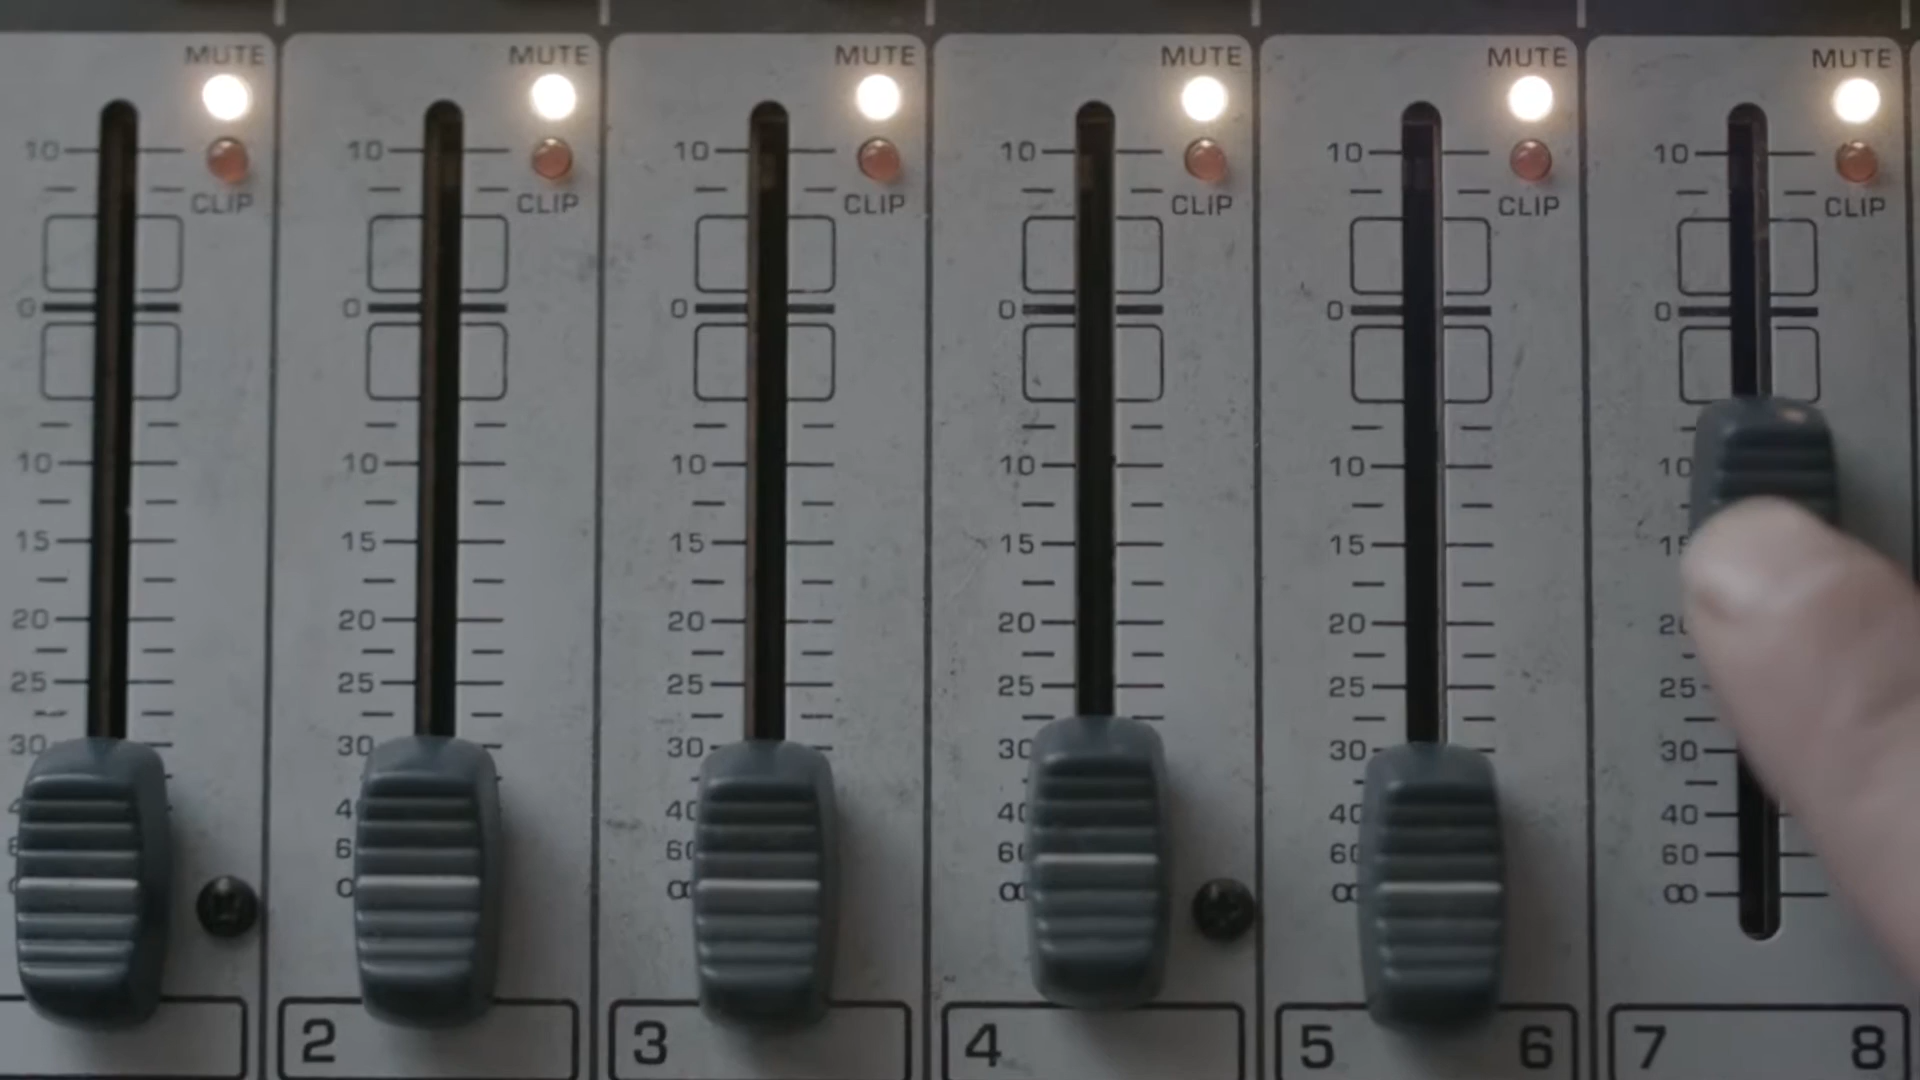 MUTE MUTE MUTE MUTE MUTE MUTE
10 10 10 10 10 10
CLIP CLIP CLIP CLIP CLIP CLIP
0 0 0 0 0 0
10 10 10 10 10 10
15 15 15 15 15
20 20 20 20 20
25 25 25 25 25 25
30 30 30 30 30 30
40
60 60 60 60
∞ ∞ ∞ ∞
2 3 4 5 6 7 8